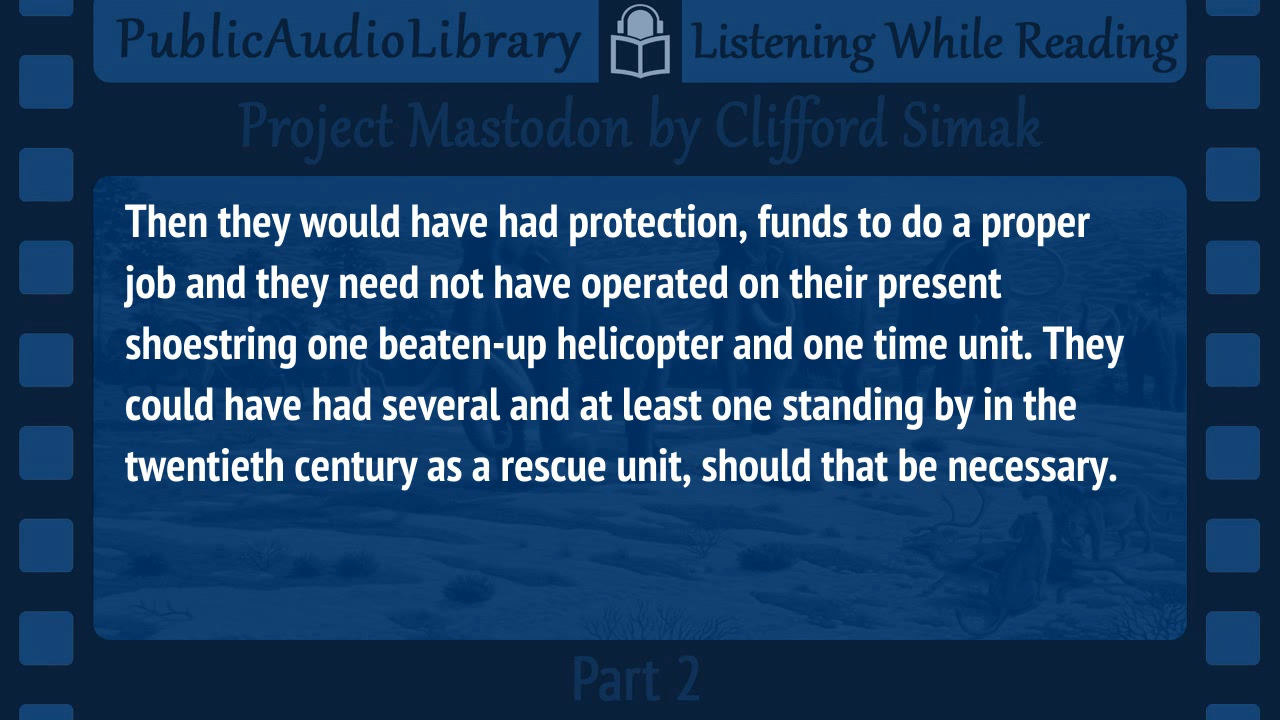 PublicAudioLibrary Listening While Reading
Project Mastodon by Clifford Simak
Then they would have had protection, funds to do a proper
job and they need not have operated on their present
shoestring one beaten-up helicopter and one time unit. They
could have had several and at least one standing by in the
twentieth century as a rescue unit, should that be necessary.
Part 2